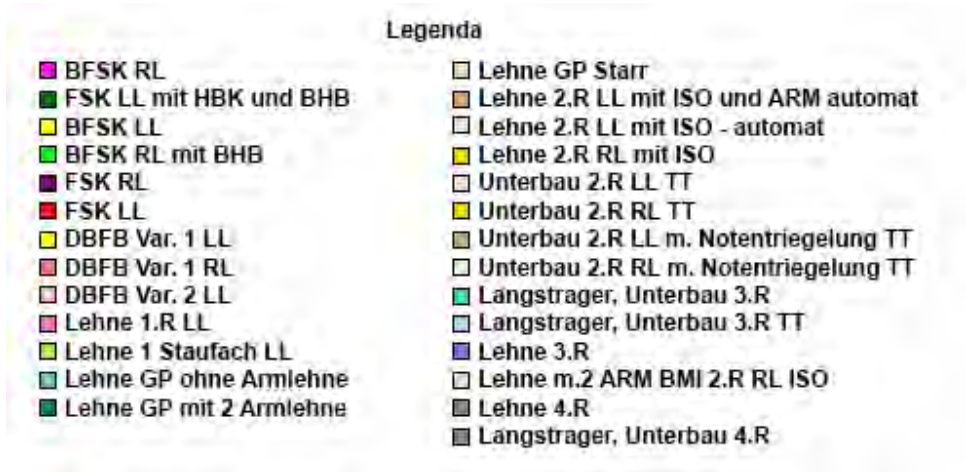 Legenda
BFSK RL
FSK LL mit HBK und BHB
BFSK LL
BFSK RL mit BHB
FSK RL
FSK LL
DBFB Var. 1 LL
DBFB Var. 1 RL
DBFB Var. 2 LL
Lehne 1.R LL
Lehne 1 Staufach LL
Lehne GP ohne Armlehne
Lehne GP mit 2 Armlehne
Lehne GP Starr
Lehne 2.R LL mit ISO und ARM automat
Lehne 2.R LL mit ISO - automat
Lehne 2.R RL mit ISO
Unterbau 2.R LL TT
Unterbau 2.R RL TT
Unterbau 2.R LL m. Notentriegelung TT
Unterbau 2.R RL m. Notentriegelung TT
Langstrager, Unterbau 3.R
Langstrager, Unterbau 3.R TT
Lehne 3.R
Lehne m.2 ARM BMI 2.R RL ISO
Lehne 4.R
Langstrager, Unterbau 4.R